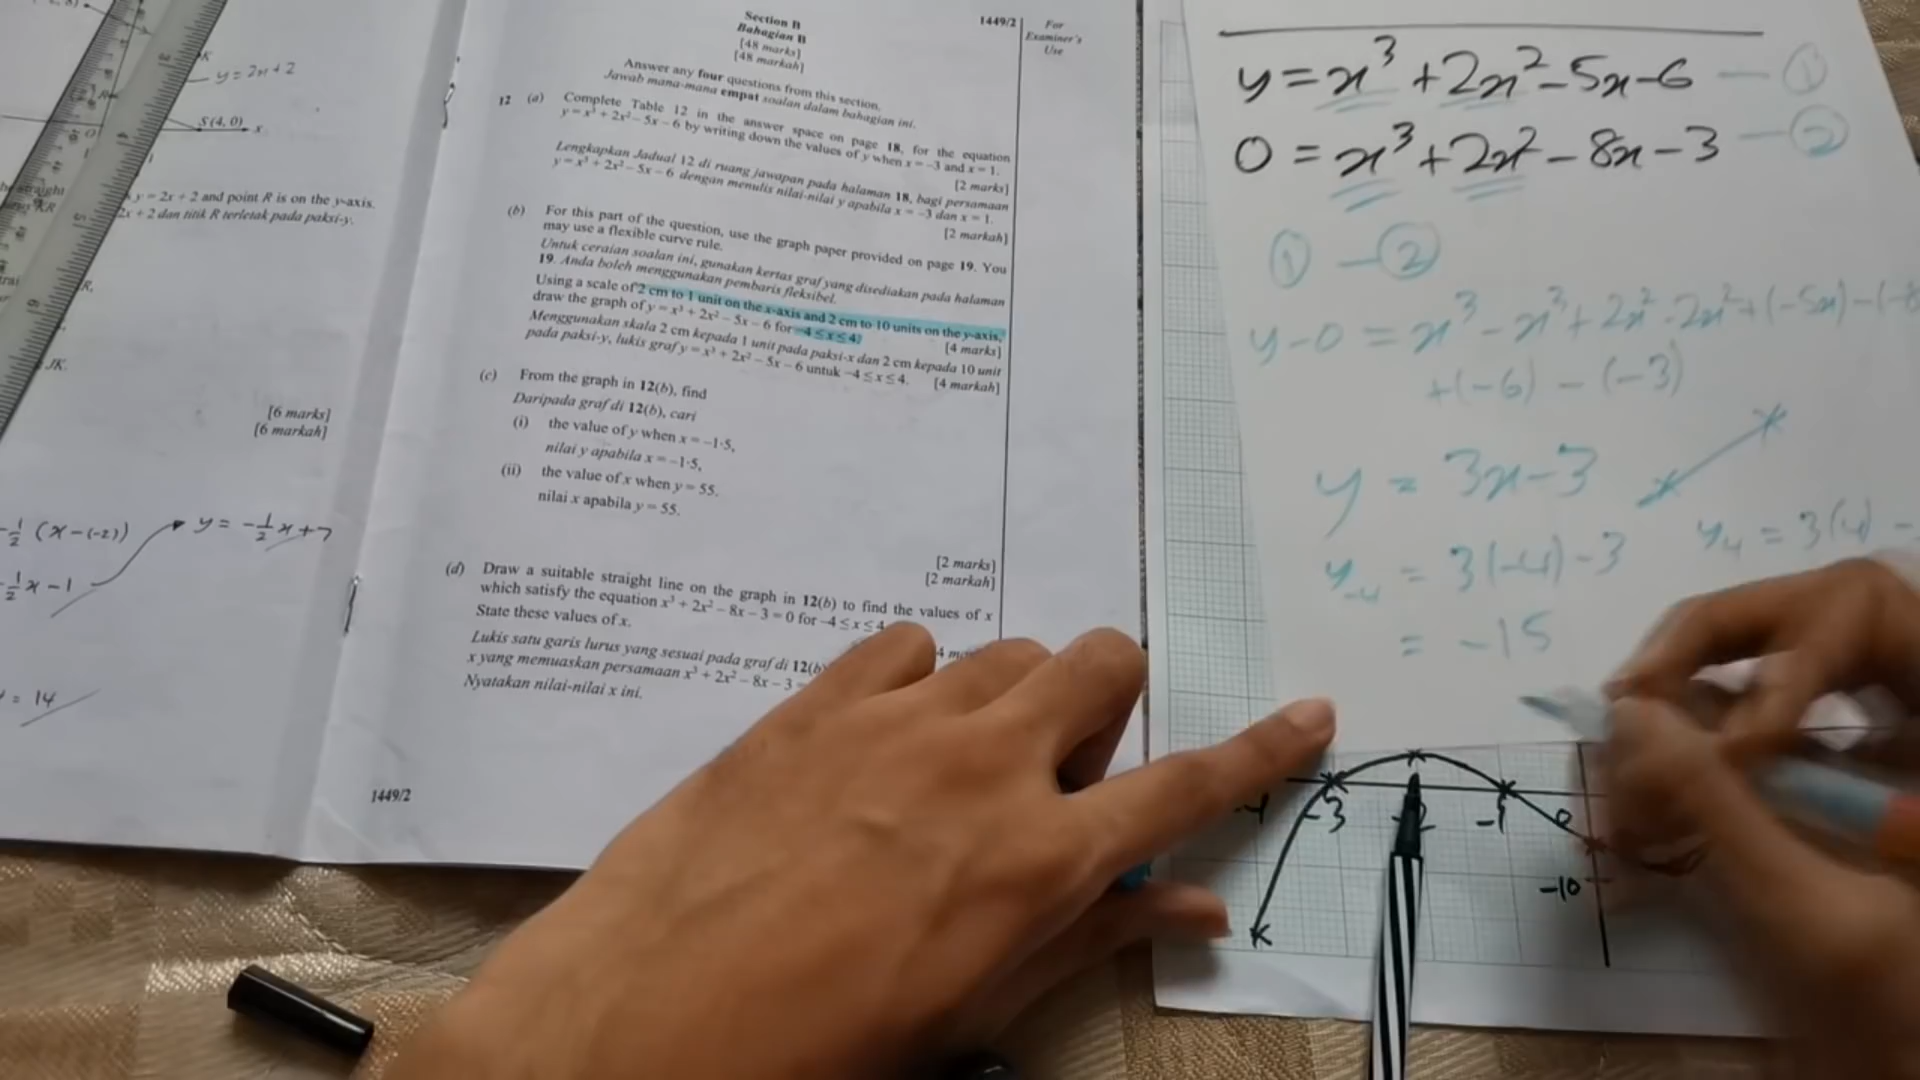 y = 2x + 2
S(4, 0)
x
y = 2x + 2 and point R is on the y-axis.
2x + 2 dan titik R terletak pada paksi-y.
R,
JK.
[6 marks]
[6 markah]
-½ (x-(-2))
y = -½x + 7
½x - 1
= 14
1449/2
Section B
Bahagian B
[48 marks]
[48 markah]
1449/2
For
Examiner's
Use
Answer any four questions from this section.
Jawab mana-mana empat soalan dalam bahagian ini.
12 (a) Complete Table 12 in the answer space on page 18, for the equation
y = x³ + 2x² – 5x – 6 by writing down the values of y when x = –3 and x = 1.
[2 marks]
Lengkapkan Jadual 12 di ruang jawapan pada halaman 18, bagi persamaan
y = x³ + 2x² – 5x – 6 dengan menulis nilai-nilai y apabila x = –3 dan x = 1.
[2 markah]
(b) For this part of the question, use the graph paper provided on page 19. You
may use a flexible curve rule.
Untuk ceraian soalan ini, gunakan kertas graf yang disediakan pada halaman
19. Anda boleh menggunakan pembaris fleksibel.
Using a scale of 2 cm to 1 unit on the x-axis and 2 cm to 10 units on the y-axis,
draw the graph of y = x³ + 2x² – 5x – 6 for –4 ≤ x ≤ 4.
[4 marks]
Menggunakan skala 2 cm kepada 1 unit pada paksi-x dan 2 cm kepada 10 unit
pada paksi-y, lukis graf y = x³ + 2x² – 5x – 6 untuk –4 ≤ x ≤ 4.
[4 markah]
(c) From the graph in 12(b), find
Daripada graf di 12(b), cari
(i) the value of y when x = –1·5,
nilai y apabila x = –1·5,
(ii) the value of x when y = 55.
nilai x apabila y = 55.
[2 marks]
[2 markah]
(d) Draw a suitable straight line on the graph in 12(b) to find the values of x
which satisfy the equation x³ + 2x² – 8x – 3 = 0 for –4 ≤ x ≤ 4
State these values of x.
Lukis satu garis lurus yang sesuai pada graf di 12(b)
x yang memuaskan persamaan x³ + 2x² – 8x – 3 =
Nyatakan nilai-nilai x ini.
y = x³ + 2x² - 5x - 6 — ①
0 = x³ + 2x² - 8x - 3 — ②
① - ②
y - 0 = x³ - x³ + 2x² - 2x² + (-5x) - (-8
+ (-6) - (-3)
y = 3x - 3
y₋₄ = 3(-4) - 3
y₄ = 3(4) -
= -15
-4 -3 -2 -1 0
-10